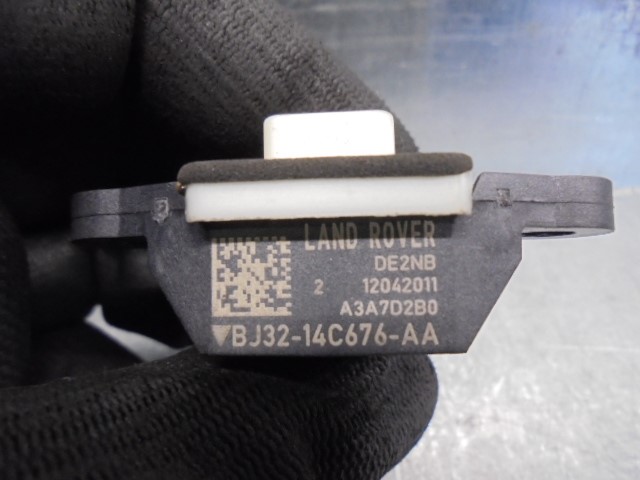 LAND ROVER
DE2NB
2 12042011
A3A7D2B0
BJ32-14C676-AA